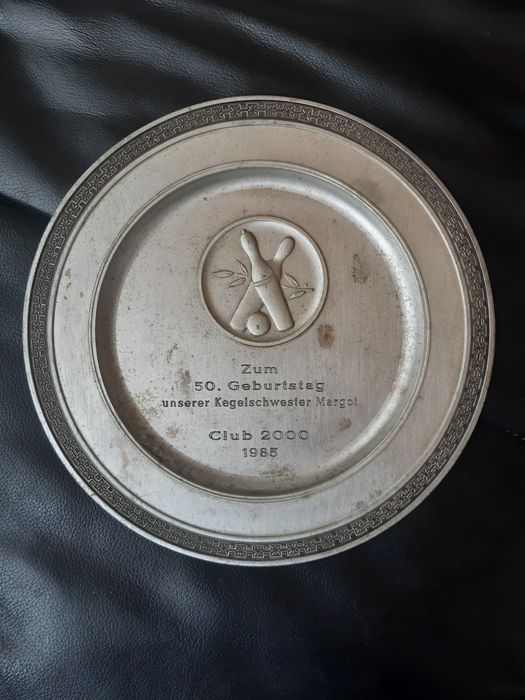 Zum
50. Geburtstag
unserer Kegelschwester Margot
Club 2000
1985